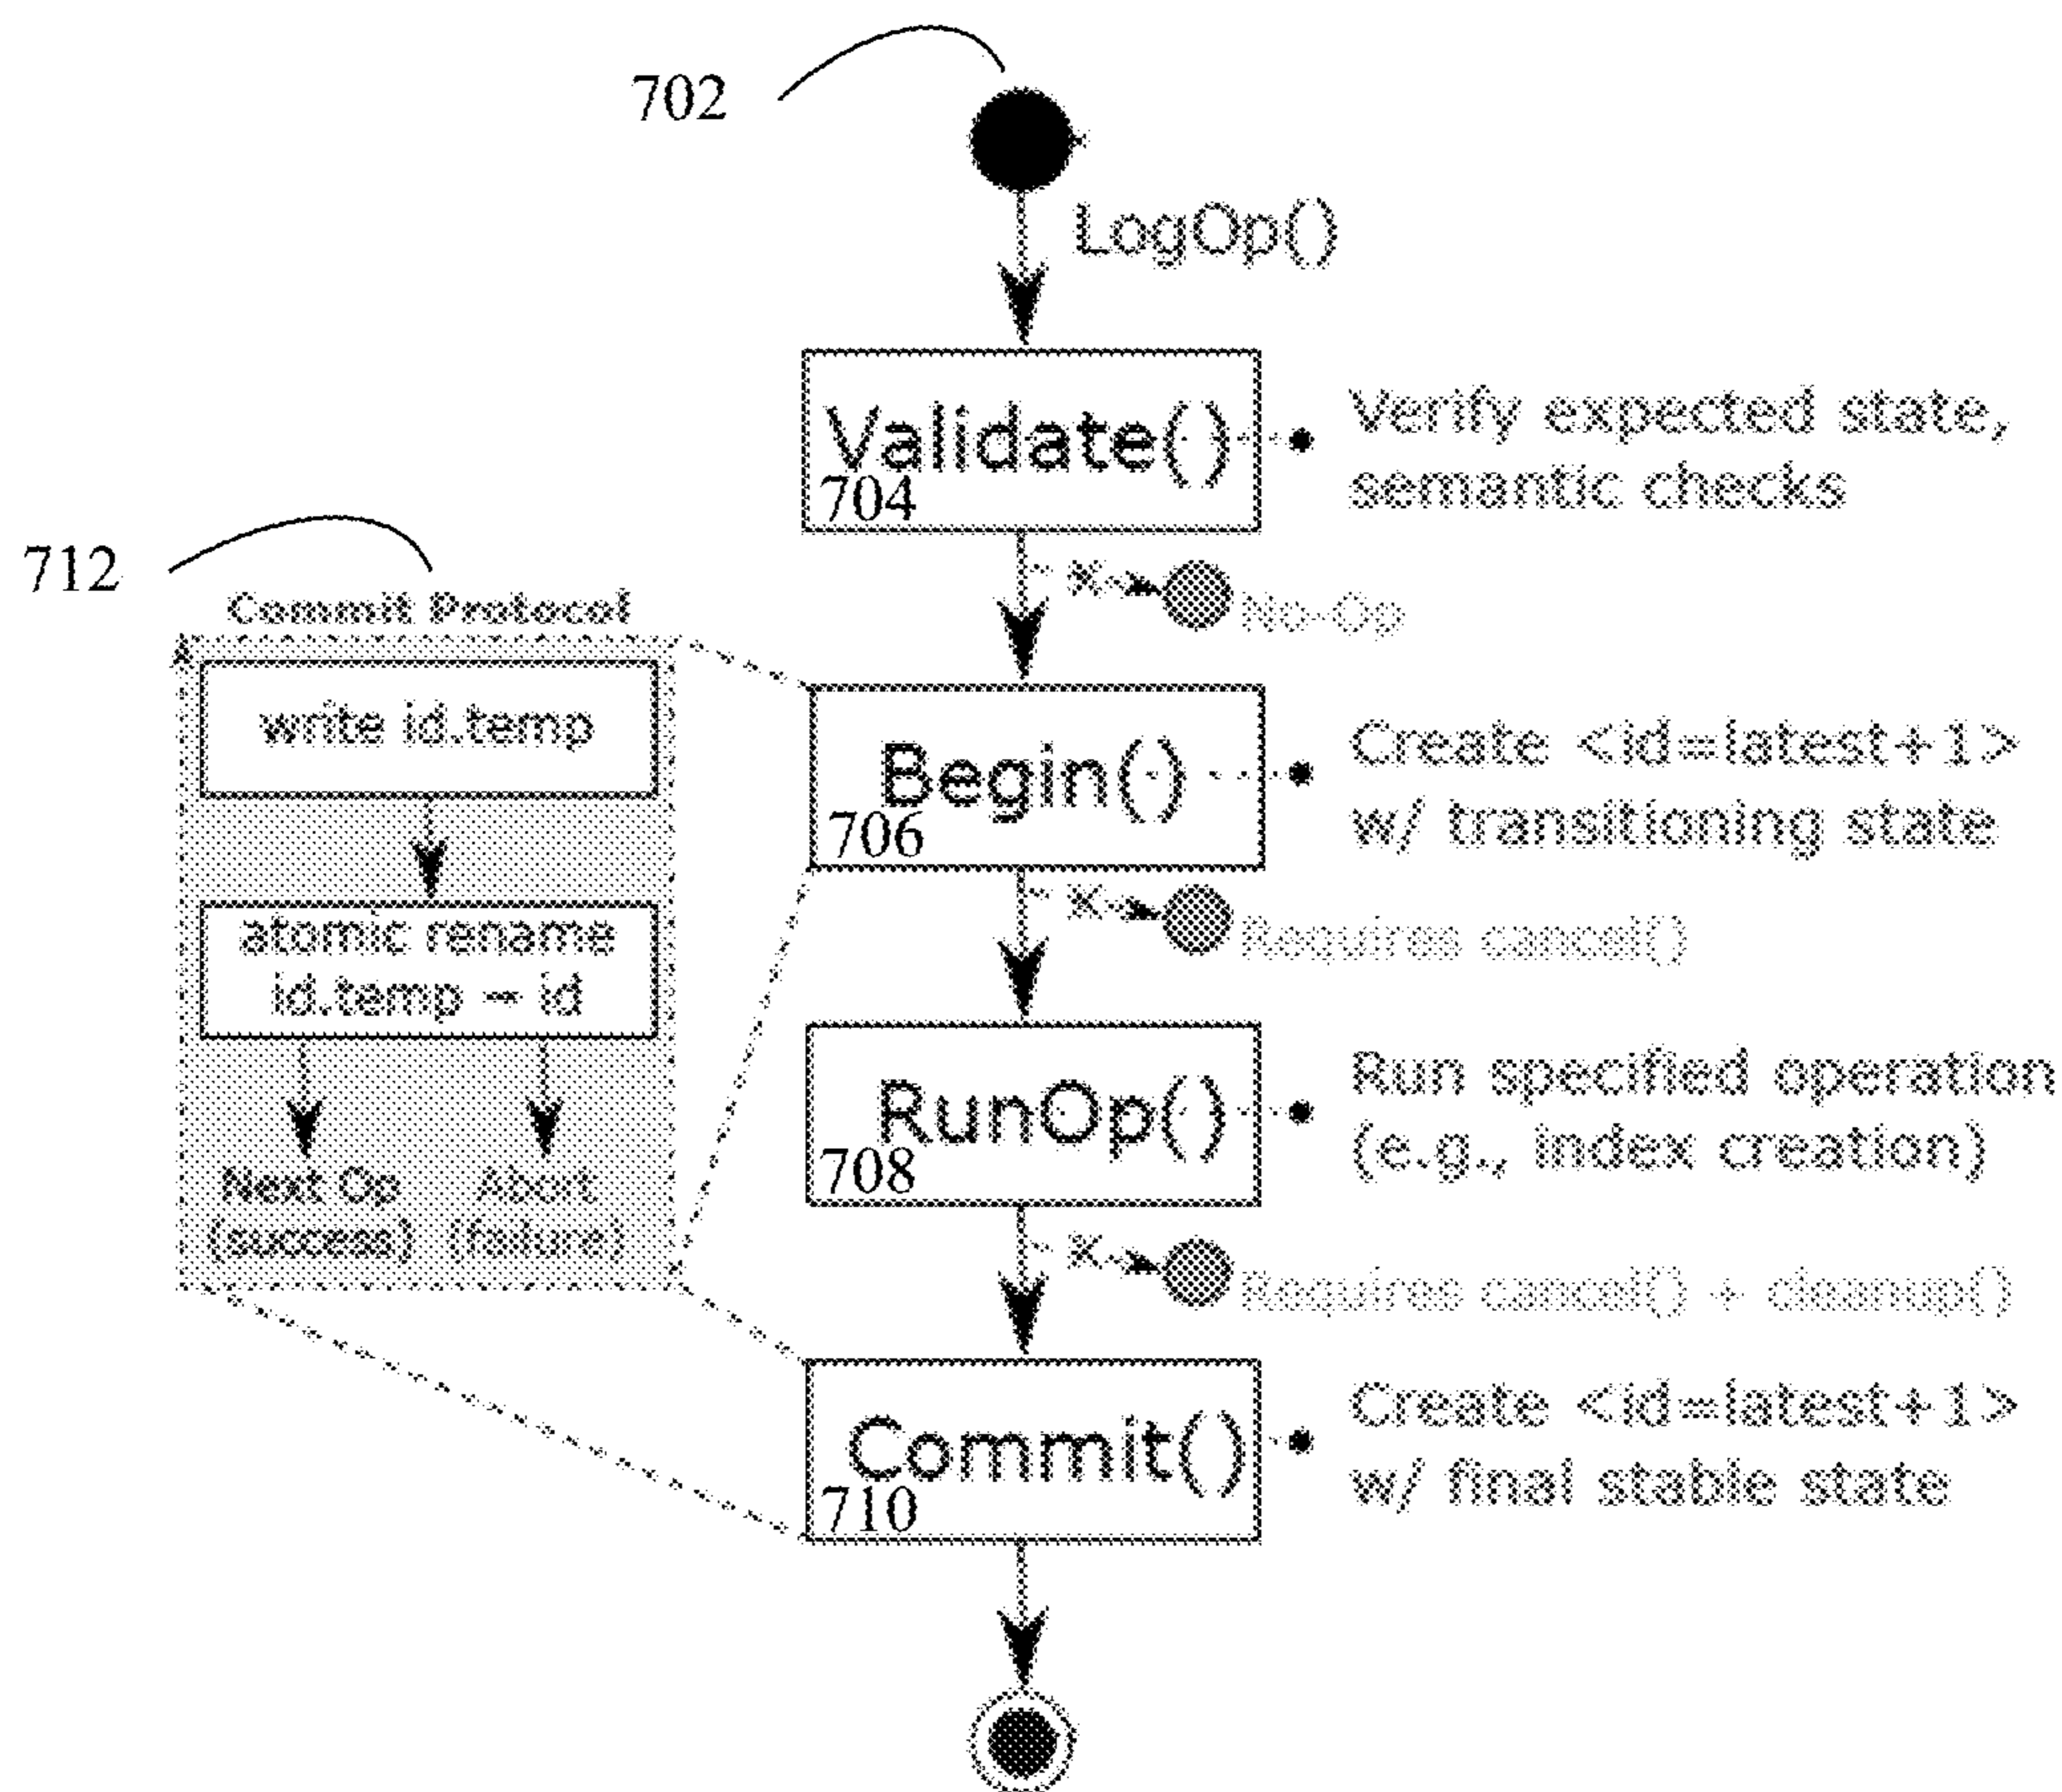 702
LogOp()
Validate()
704
Verify expected state,
semantic checks
No-Op
712
Commit Protocol
write id.temp
atomic rename
id.temp → id
Next Op
(success)
Abort
(failure)
Begin()
706
Create <id=latest+1>
w/ transitioning state
Requires cancel()
RunOp()
708
Run specified operation
(e.g., index creation)
Requires cancel() + cleanup()
Commit()
710
Create <id=latest+1>
w/ final stable state